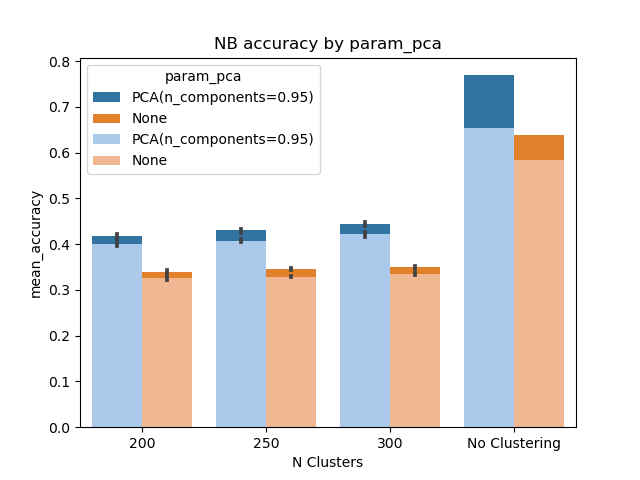 NB accuracy by param_pca
param_pca
PCA(n_components=0.95)
None
PCA(n_components=0.95)
None
mean_accuracy
0.8
0.7
0.6
0.5
0.4
0.3
0.2
0.1
0.0
200
250
300
No Clustering
N Clusters